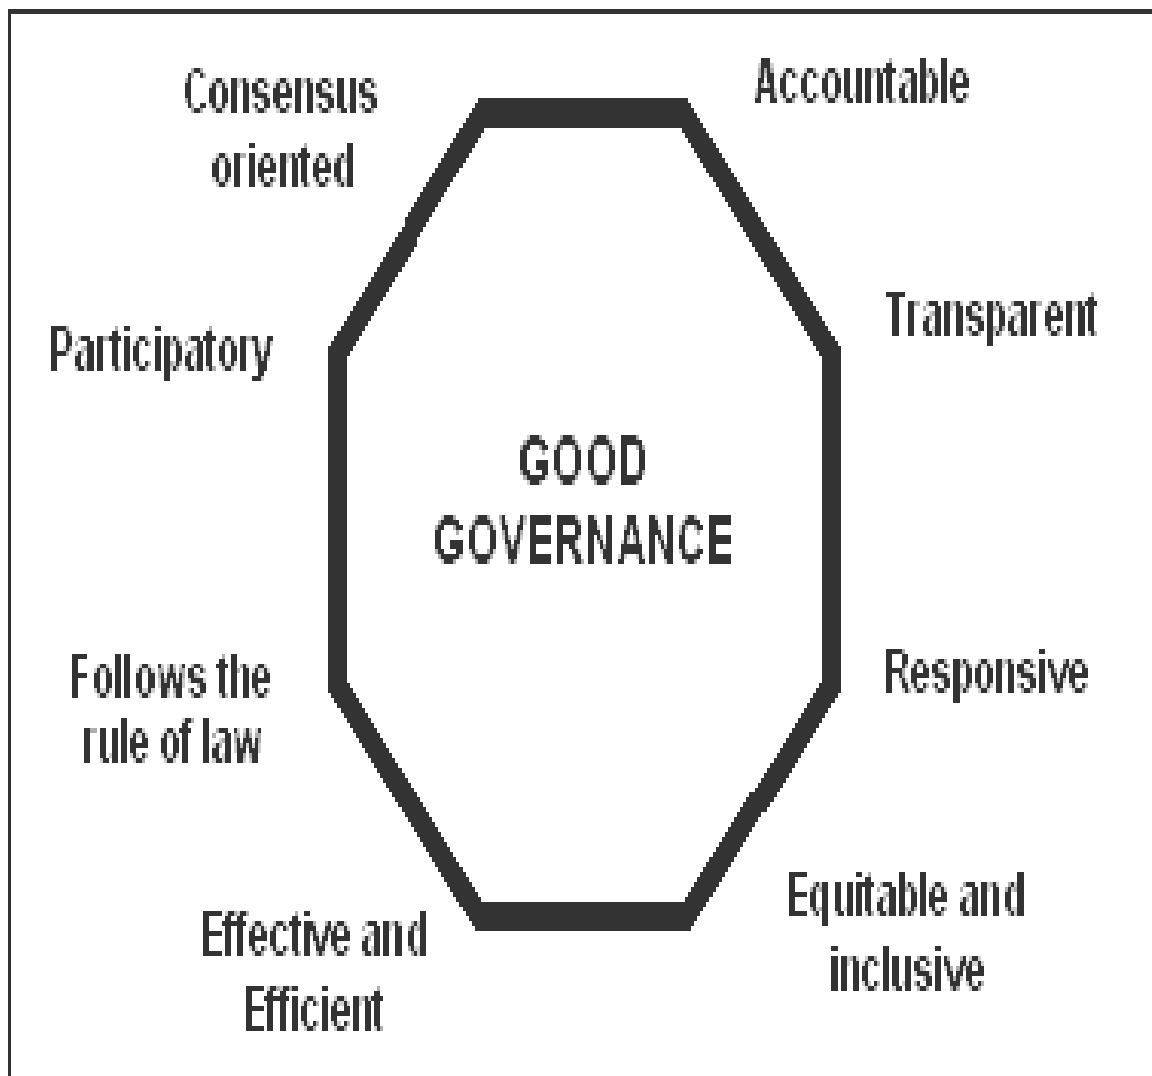 Consensus
oriented
Accountable
Participatory
Transparent
GOOD
GOVERNANCE
Follows the
rule of law
Responsive
Effective and
Efficient
Equitable and
inclusive